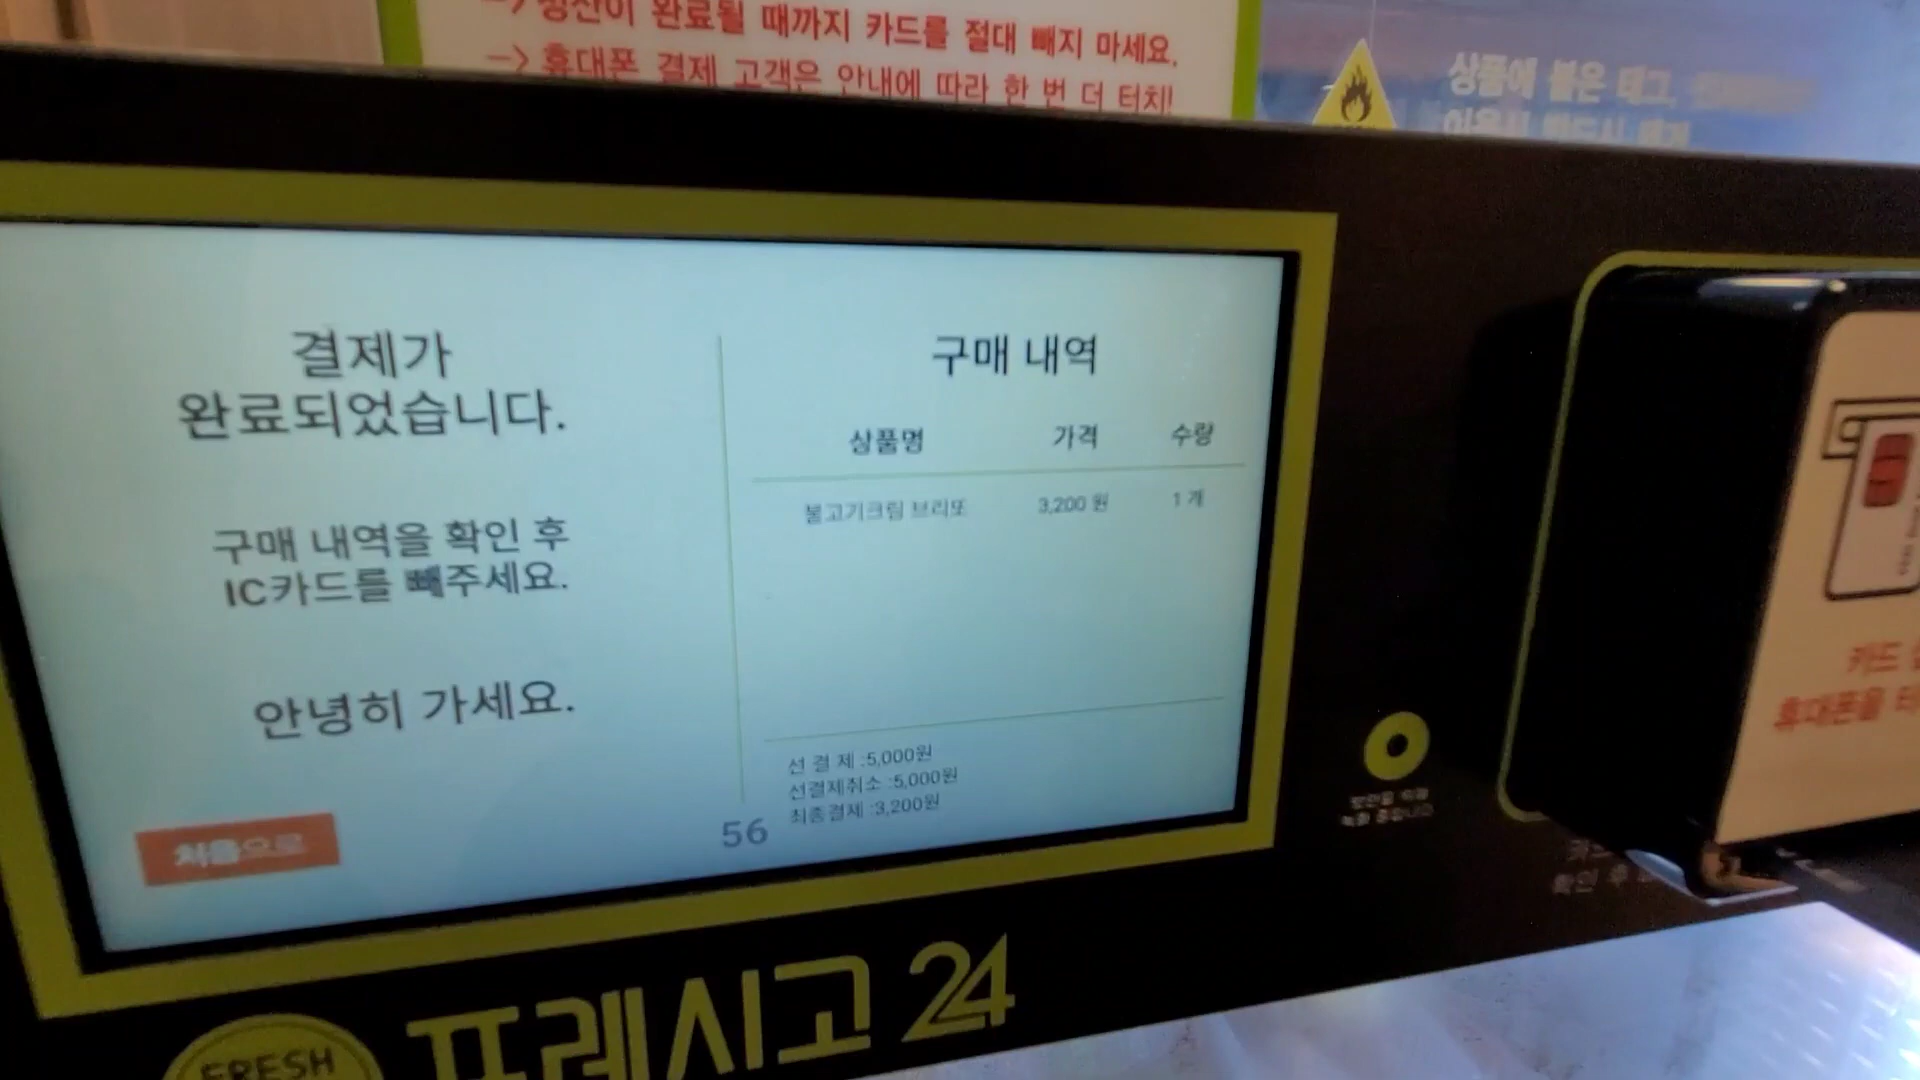 완료될 때까지 카드를 절대 빼지 마세요.
-> 휴대폰 결제 고객은 안내에 따라 한 번 더 터치!
상품에 붙은 태그,
결제가
완료되었습니다.
구매 내역을 확인 후
IC카드를 빼주세요.
안녕히 가세요.
처음으로
구매 내역
상품명 가격 수량
불고기크림 브리또 3,200 원 1 개
선 결 제 :5,000원
선결제취소 :5,000원
최종결제 :3,200원
56
카드
휴대폰을
확인 후
FRESH
프레시고 24